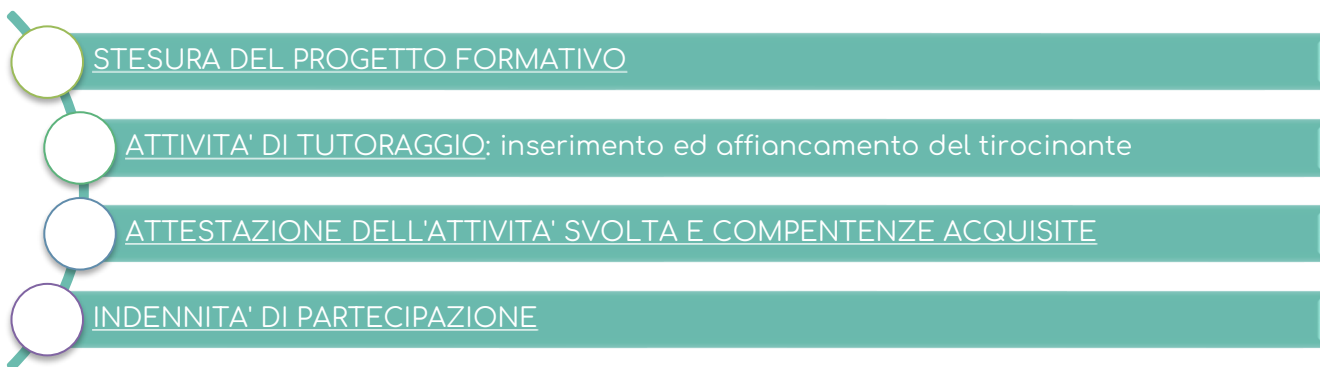 STESURA DEL PROGETTO FORMATIVO
ATTIVITA' DI TUTORAGGIO: inserimento ed affiancamento del tirocinante
ATTESTAZIONE DELL'ATTIVITA' SVOLTA E COMPENTENZE ACQUISITE
INDENNITA' DI PARTECIPAZIONE